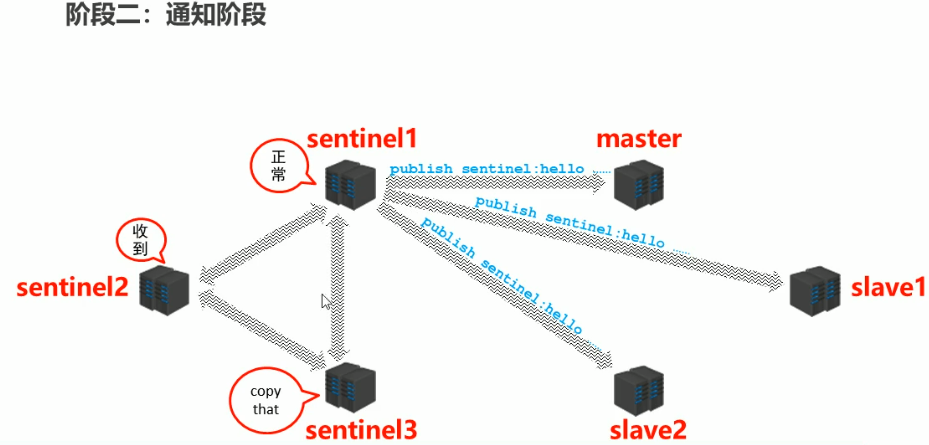 阶段二：通知阶段
sentinel1
master
正
常
publish sentinel:hello ……
publish sentinel:hello ……
publish sentinel:hello ……
收
到
sentinel2
slave1
copy
that
sentinel3
slave2